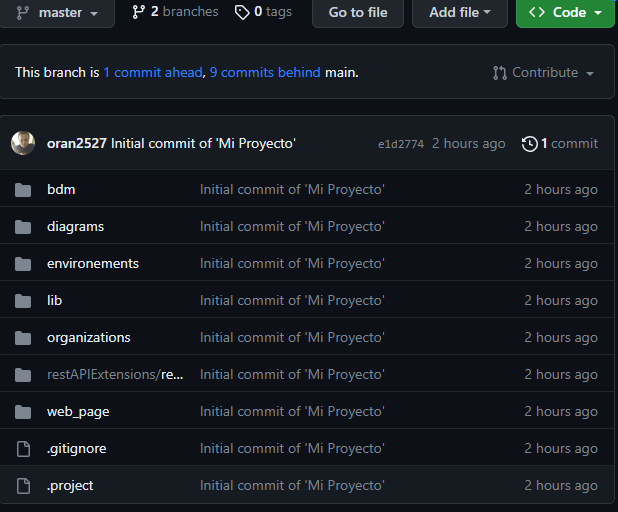 master 2 branches 0 tags Go to file Add file Code
This branch is 1 commit ahead, 9 commits behind main. Contribute
oran2527 Initial commit of 'Mi Proyecto' e1d2774 2 hours ago 1 commit
bdm Initial commit of 'Mi Proyecto' 2 hours ago
diagrams Initial commit of 'Mi Proyecto' 2 hours ago
environements Initial commit of 'Mi Proyecto' 2 hours ago
lib Initial commit of 'Mi Proyecto' 2 hours ago
organizations Initial commit of 'Mi Proyecto' 2 hours ago
restAPIExtensions/re... Initial commit of 'Mi Proyecto' 2 hours ago
web_page Initial commit of 'Mi Proyecto' 2 hours ago
.gitignore Initial commit of 'Mi Proyecto' 2 hours ago
.project Initial commit of 'Mi Proyecto' 2 hours ago